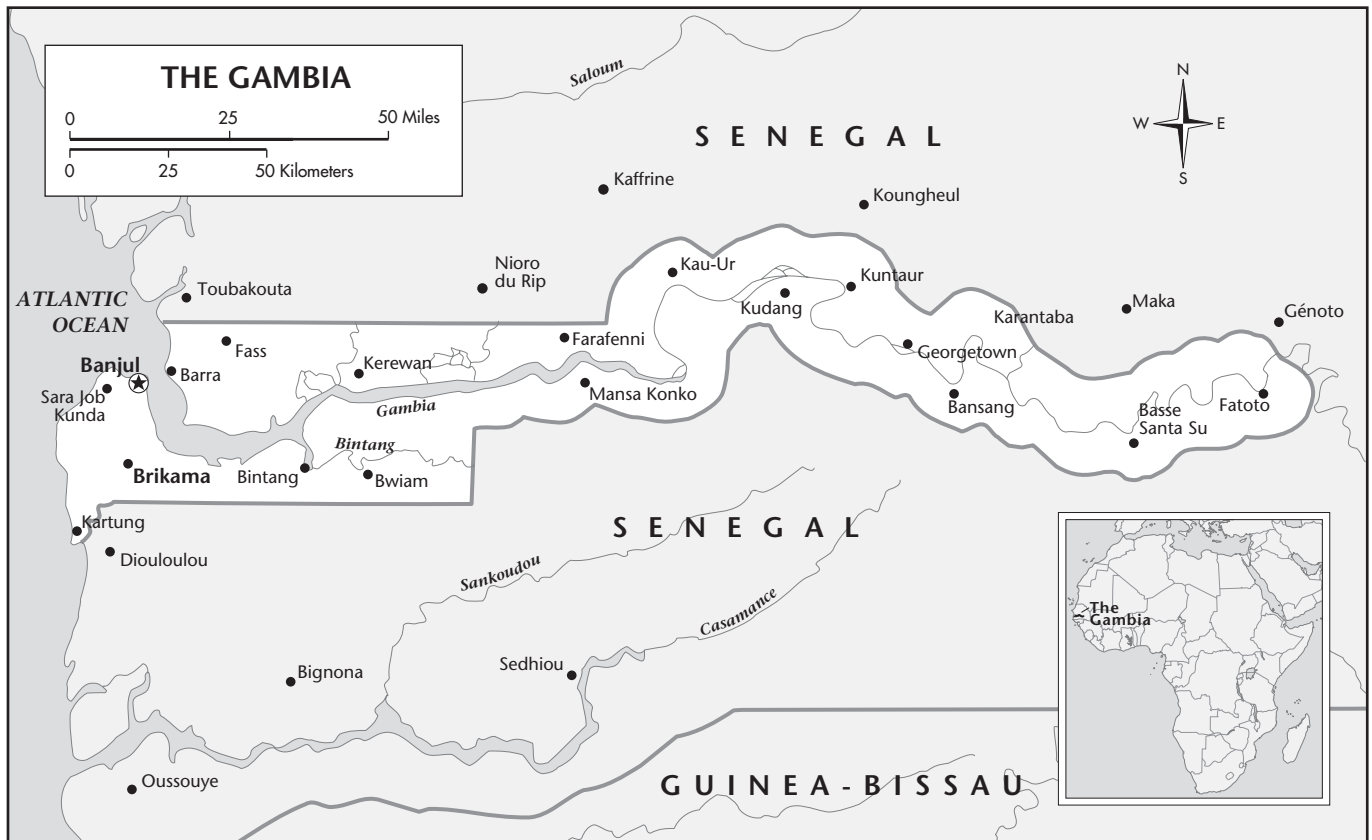 THE GAMBIA
0 25 50 Miles
0 25 50 Kilometers
Saloum
SENEGAL
N
W E
S
Kaffrine
Koungheul
Nioro
du Rip
Kau-Ur
Kuntaur
Toubakouta
Kudang
Karantaba
Maka
Génoto
ATLANTIC
OCEAN
Fass
Farafenni
Georgetown
Banjul
Barra
Kerewan
Sara Job
Kunda
Gambia
Mansa Konko
Bansang
Basse
Santa Su
Fatoto
Bintang
Brikama
Bintang
Bwiam
Kartung
SENEGAL
Diouloulou
Sankoudou
Casamance
The
Gambia
Bignona
Sedhiou
Oussouye
GUINEA-BISSAU